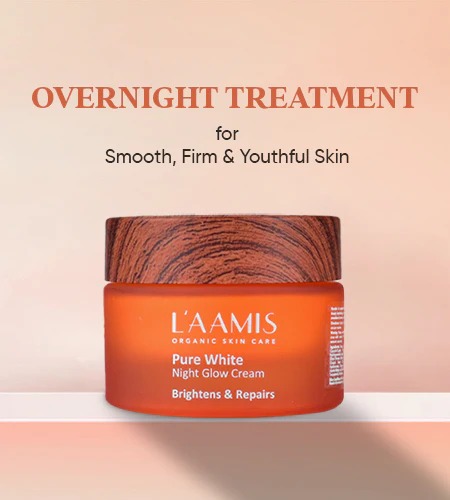 OVERNIGHT TREATMENT
for
Smooth, Firm & Youthful Skin
L'AAMIS
ORGANIC SKIN CARE
Pure White
Night Glow Cream
Brightens & Repairs